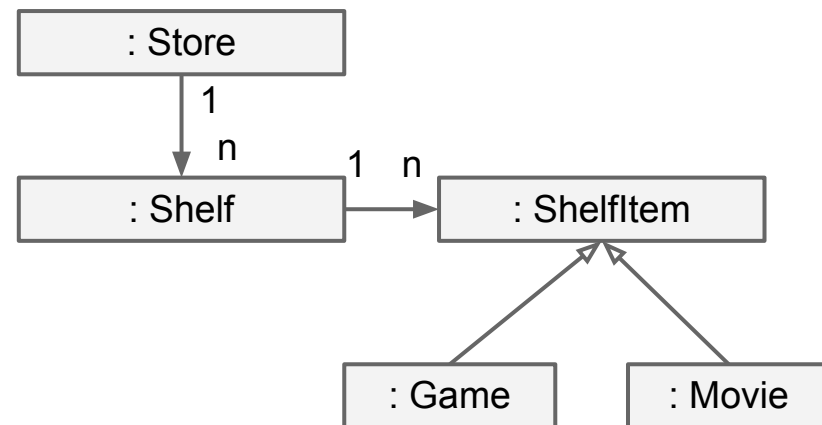 : Store
1
n
1 n
: Shelf
: ShelfItem
: Game
: Movie